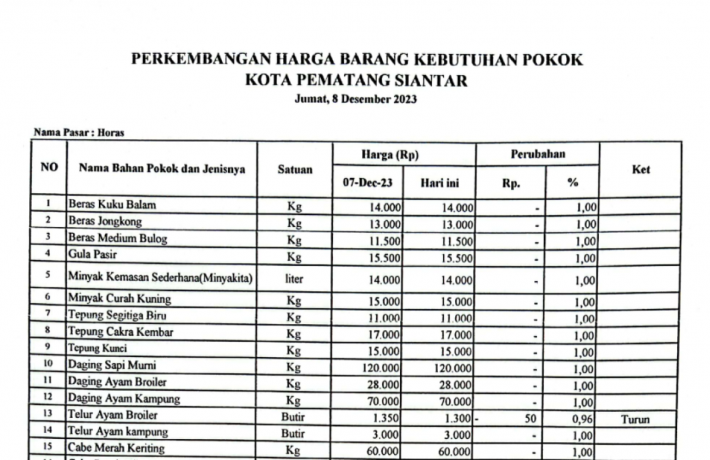 PERKEMBANGAN HARGA BARANG KEBUTUHAN POKOK
KOTA PEMATANG SIANTAR
Jumat, 8 Desember 2023
Nama Pasar : Horas
NO Nama Bahan Pokok dan Jenisnya Satuan Harga (Rp) Perubahan Ket
07-Dec-23 Hari ini Rp. %
1 Beras Kuku Balam Kg 14.000 14.000 - 1,00
2 Beras Jongkong Kg 13.000 13.000 - 1,00
3 Beras Medium Bulog Kg 11.500 11.500 - 1,00
4 Gula Pasir Kg 15.500 15.500 - 1,00
5 Minyak Kemasan Sederhana(Minyakita) liter 14.000 14.000 - 1,00
6 Minyak Curah Kuning Kg 15.000 15.000 - 1,00
7 Tepung Segitiga Biru Kg 11.000 11.000 - 1,00
8 Tepung Cakra Kembar Kg 17.000 17.000 - 1,00
9 Tepung Kunci Kg 15.000 15.000 - 1,00
10 Daging Sapi Murni Kg 120.000 120.000 - 1,00
11 Daging Ayam Broiler Kg 28.000 28.000 - 1,00
12 Daging Ayam Kampung Kg 70.000 70.000 - 1,00
13 Telur Ayam Broiler Butir 1.350 1.300 - 50 0,96 Turun
14 Telur Ayam kampung Butir 3.000 3.000 - 1,00
15 Cabe Merah Keriting Kg 60.000 60.000 - 1,00